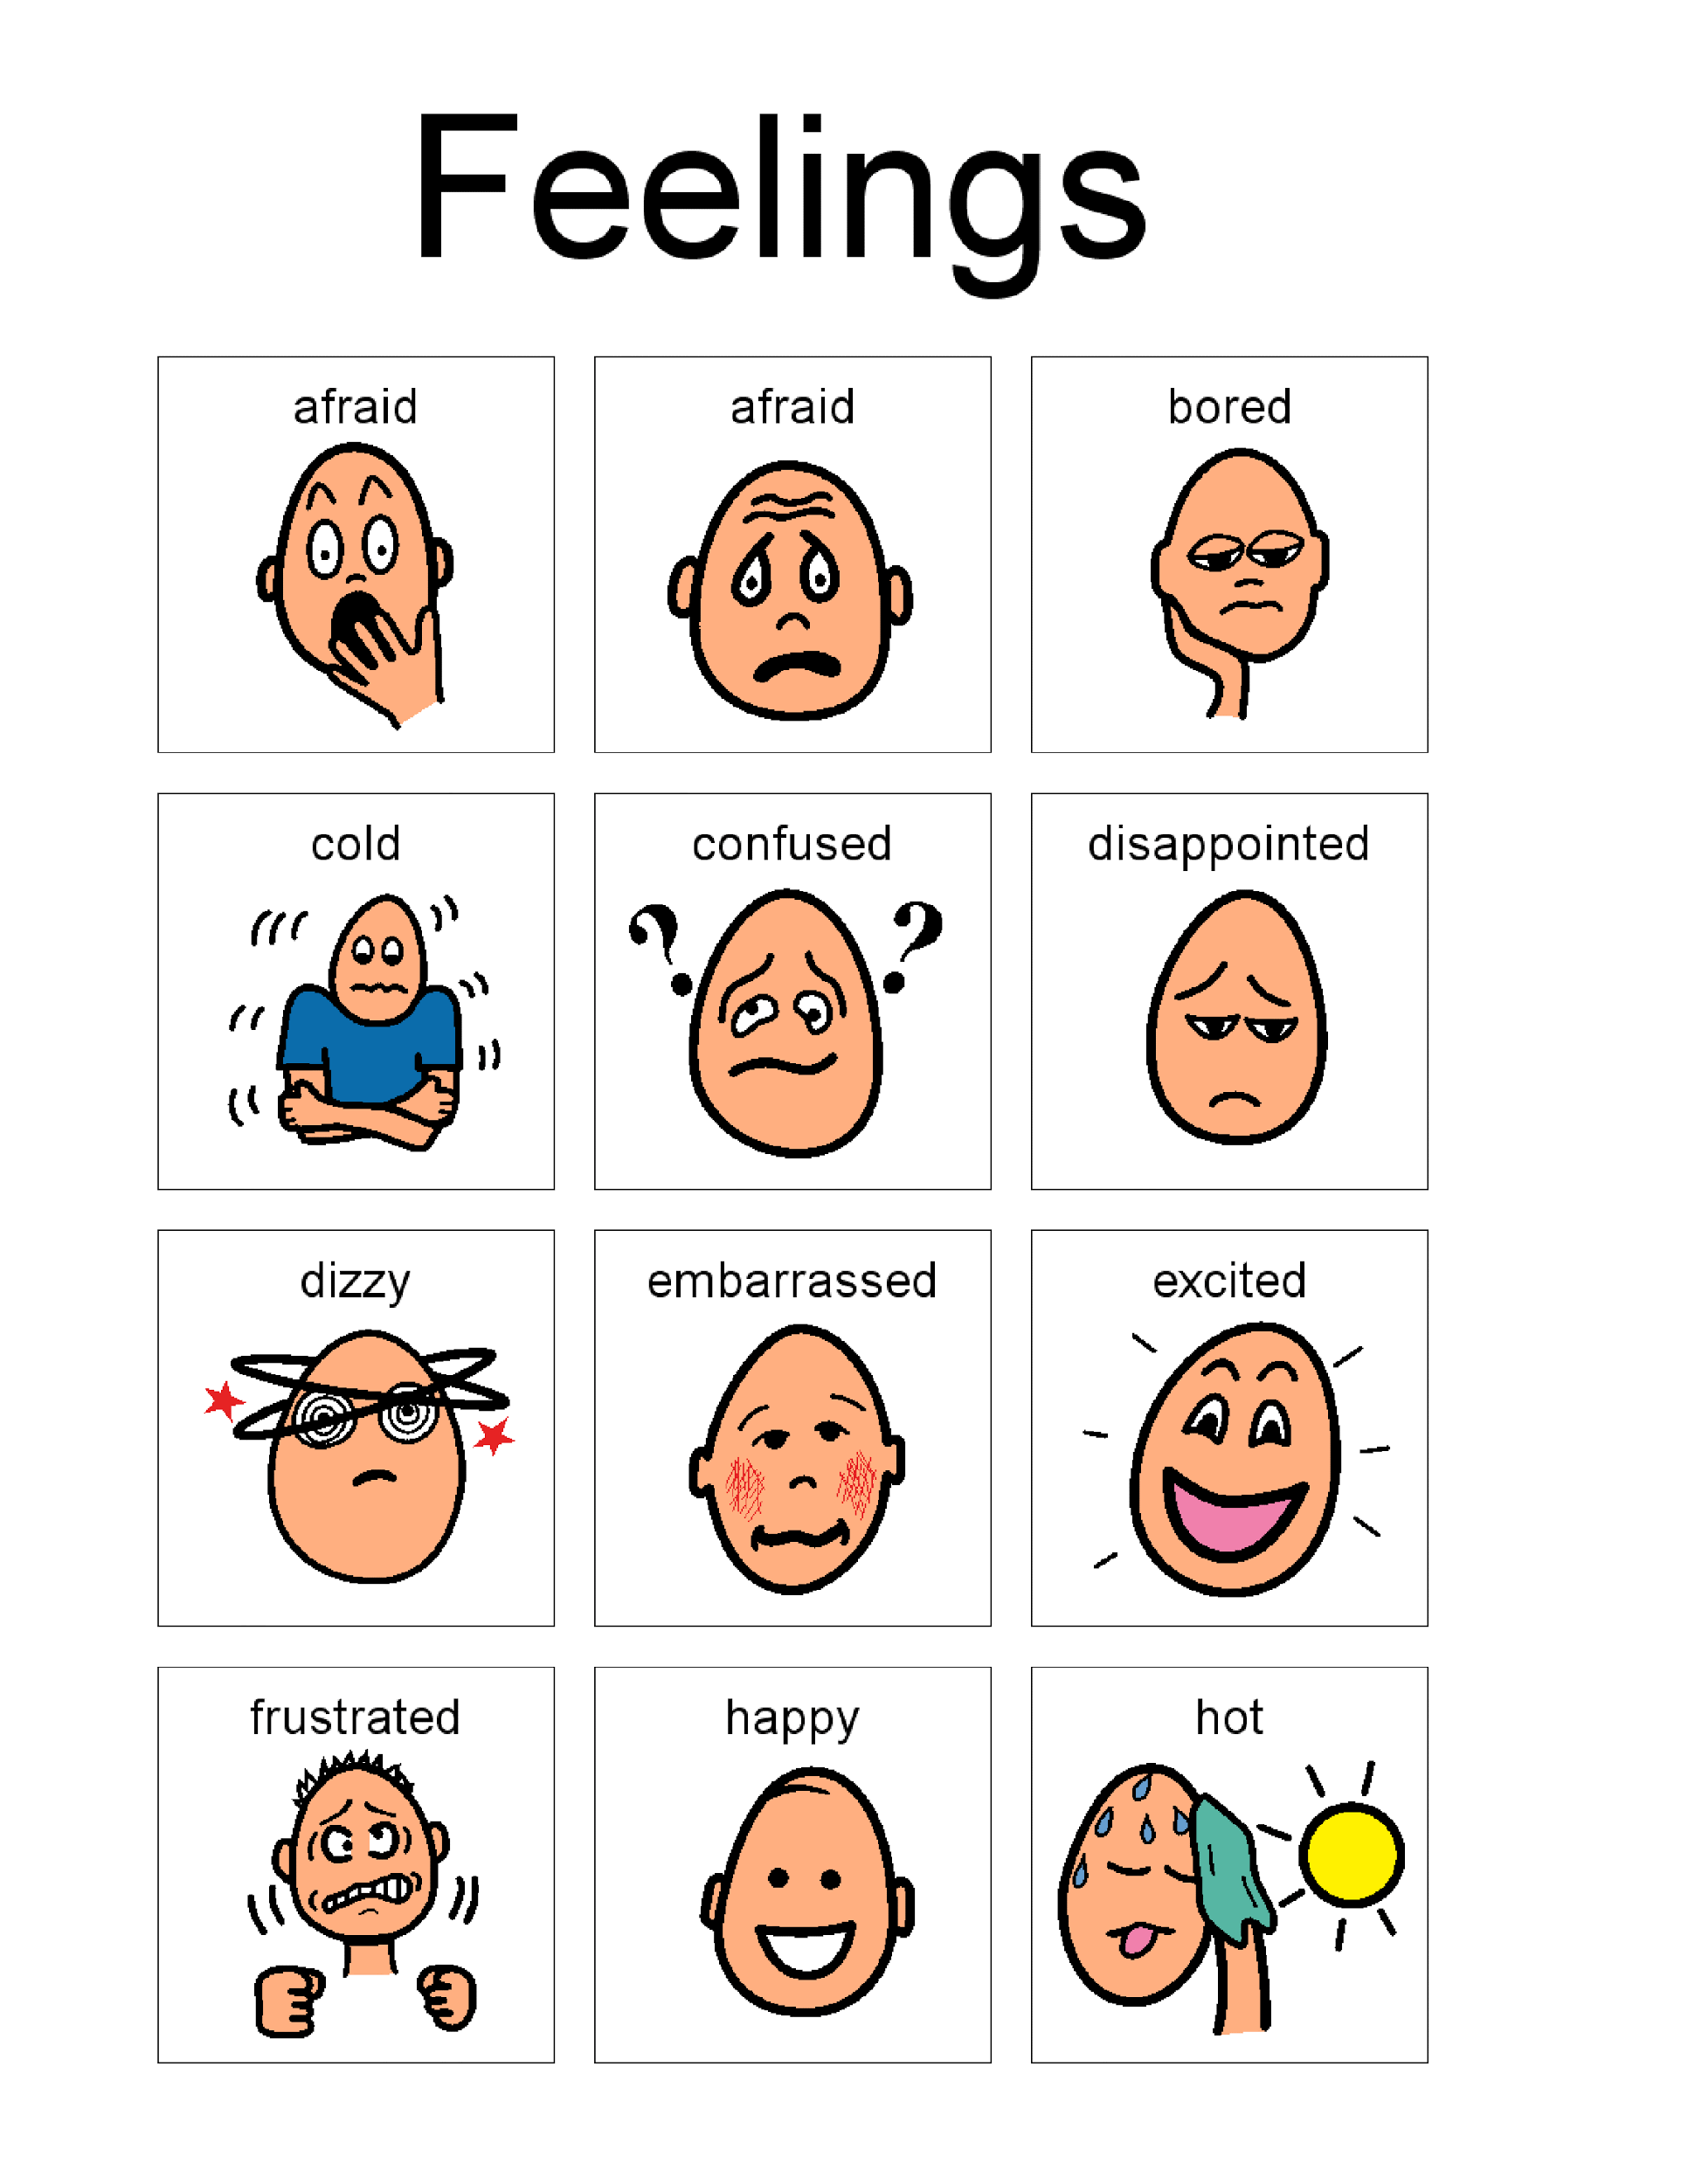 Feelings
afraid
afraid
bored
cold
confused
disappointed
? ?
dizzy
embarrassed
excited
frustrated
happy
hot